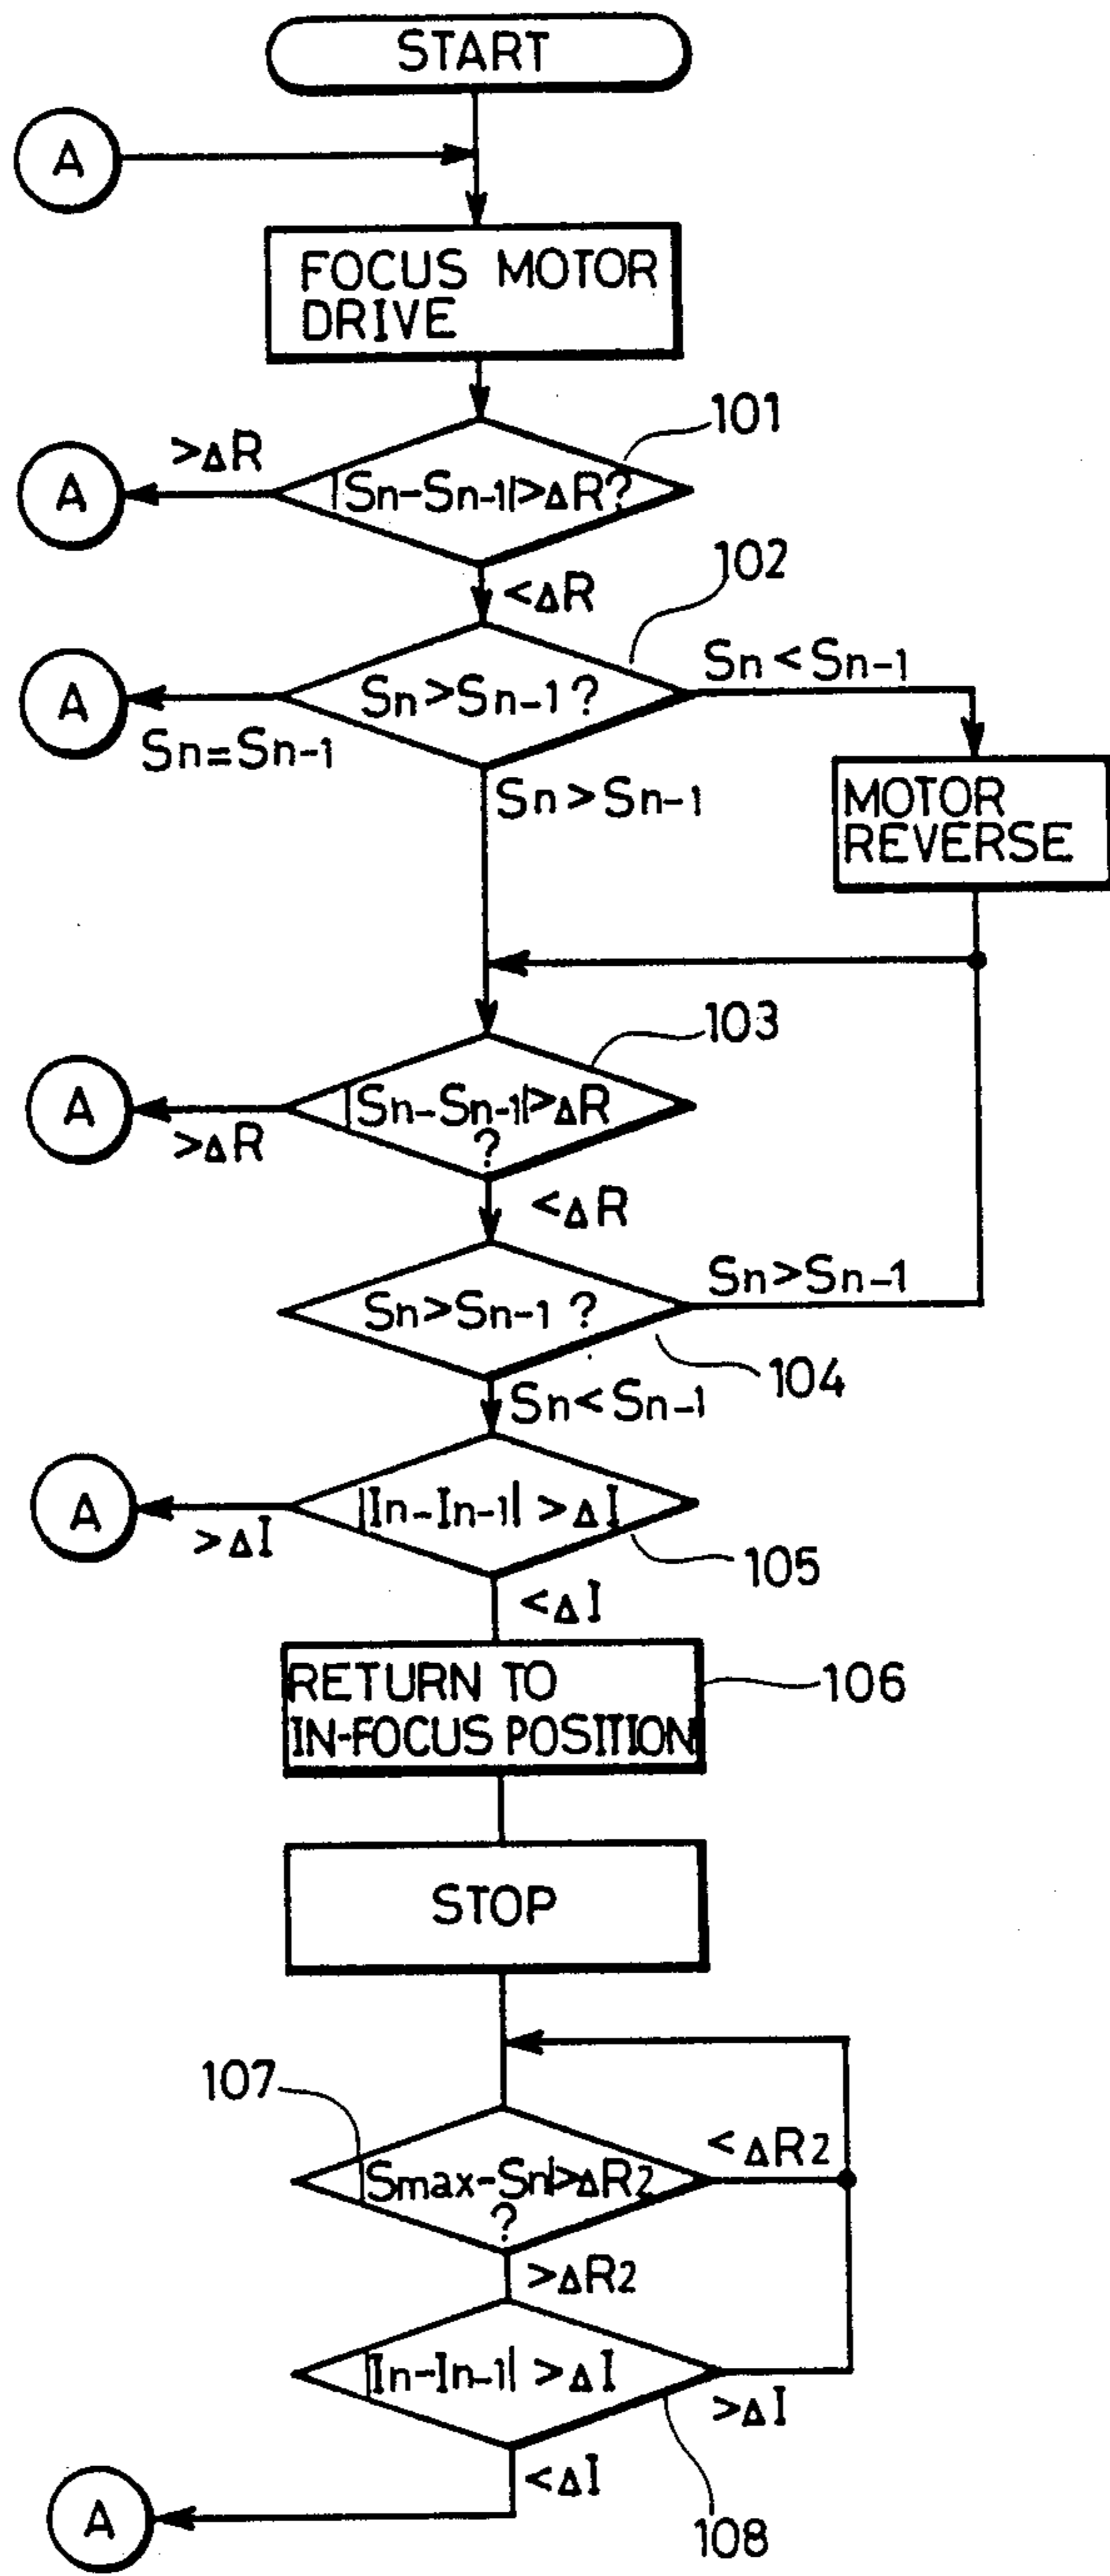 START
A
FOCUS MOTOR
DRIVE
101
>ΔR
A
|Sn-Sn-1|>ΔR?
<ΔR
102
Sn<Sn-1
A
Sn>Sn-1?
Sn=Sn-1
Sn>Sn-1
MOTOR
REVERSE
103
A
|Sn-Sn-1|>ΔR
?
>ΔR
<ΔR
Sn>Sn-1
Sn>Sn-1?
104
Sn<Sn-1
A
|In-In-1|>ΔI
>ΔI
105
<ΔI
RETURN TO
IN-FOCUS POSITION
106
STOP
107
<ΔR2
|Smax-Sn|>ΔR2
?
>ΔR2
|In-In-1|>ΔI
>ΔI
<ΔI
A
108